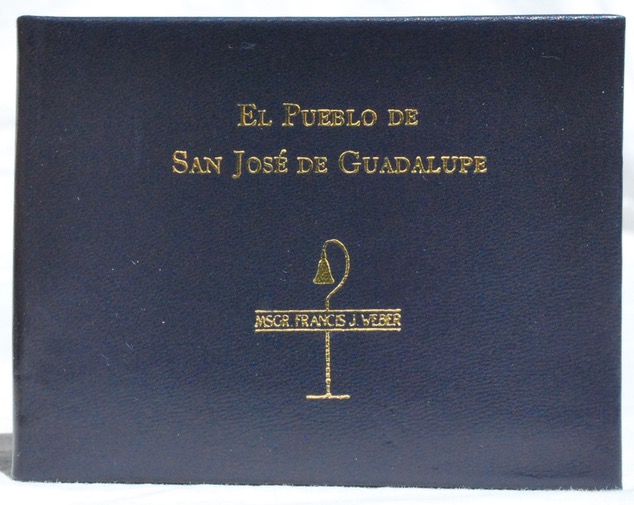 El Pueblo de
San José de Guadalupe
MSGR. FRANCIS J. WEBER